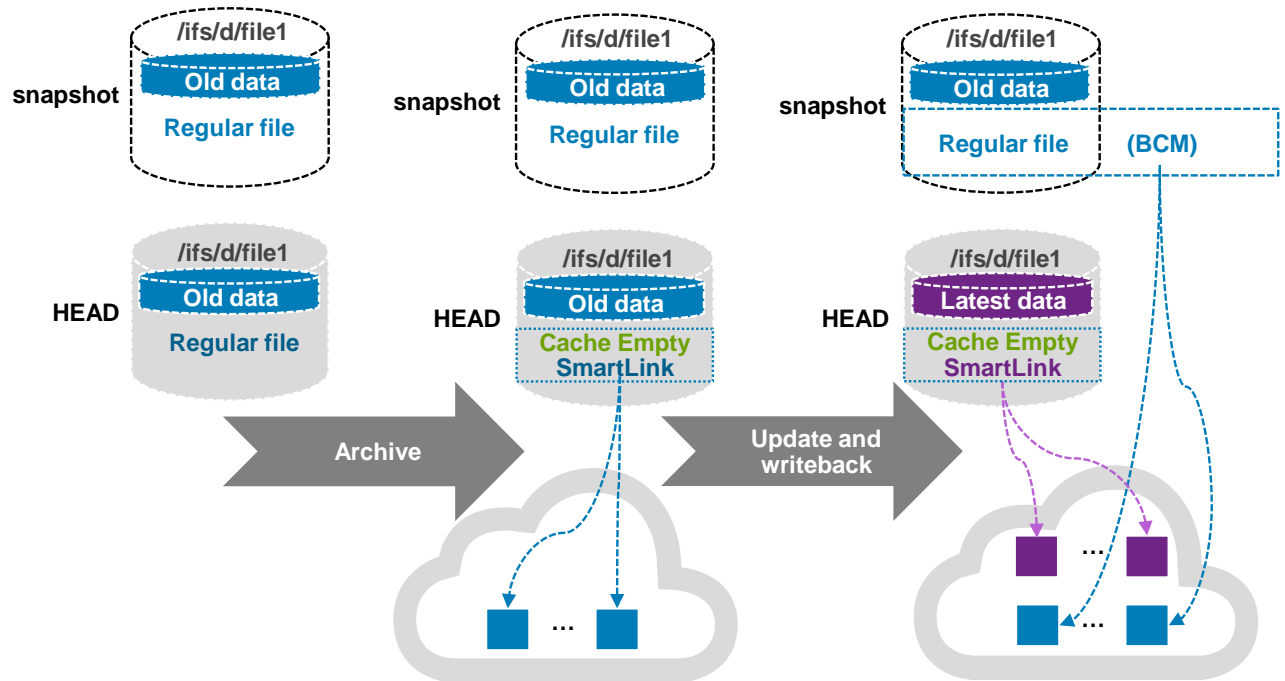 /ifs/d/file1
Old data
snapshot
Regular file
/ifs/d/file1
Old data
HEAD
Regular file
/ifs/d/file1
Old data
snapshot
Regular file
/ifs/d/file1
Old data
HEAD
Cache Empty
SmartLink
/ifs/d/file1
Old data
snapshot
Regular file
(BCM)
/ifs/d/file1
Latest data
HEAD
Cache Empty
SmartLink
Archive
Update and
writeback
...
...
...